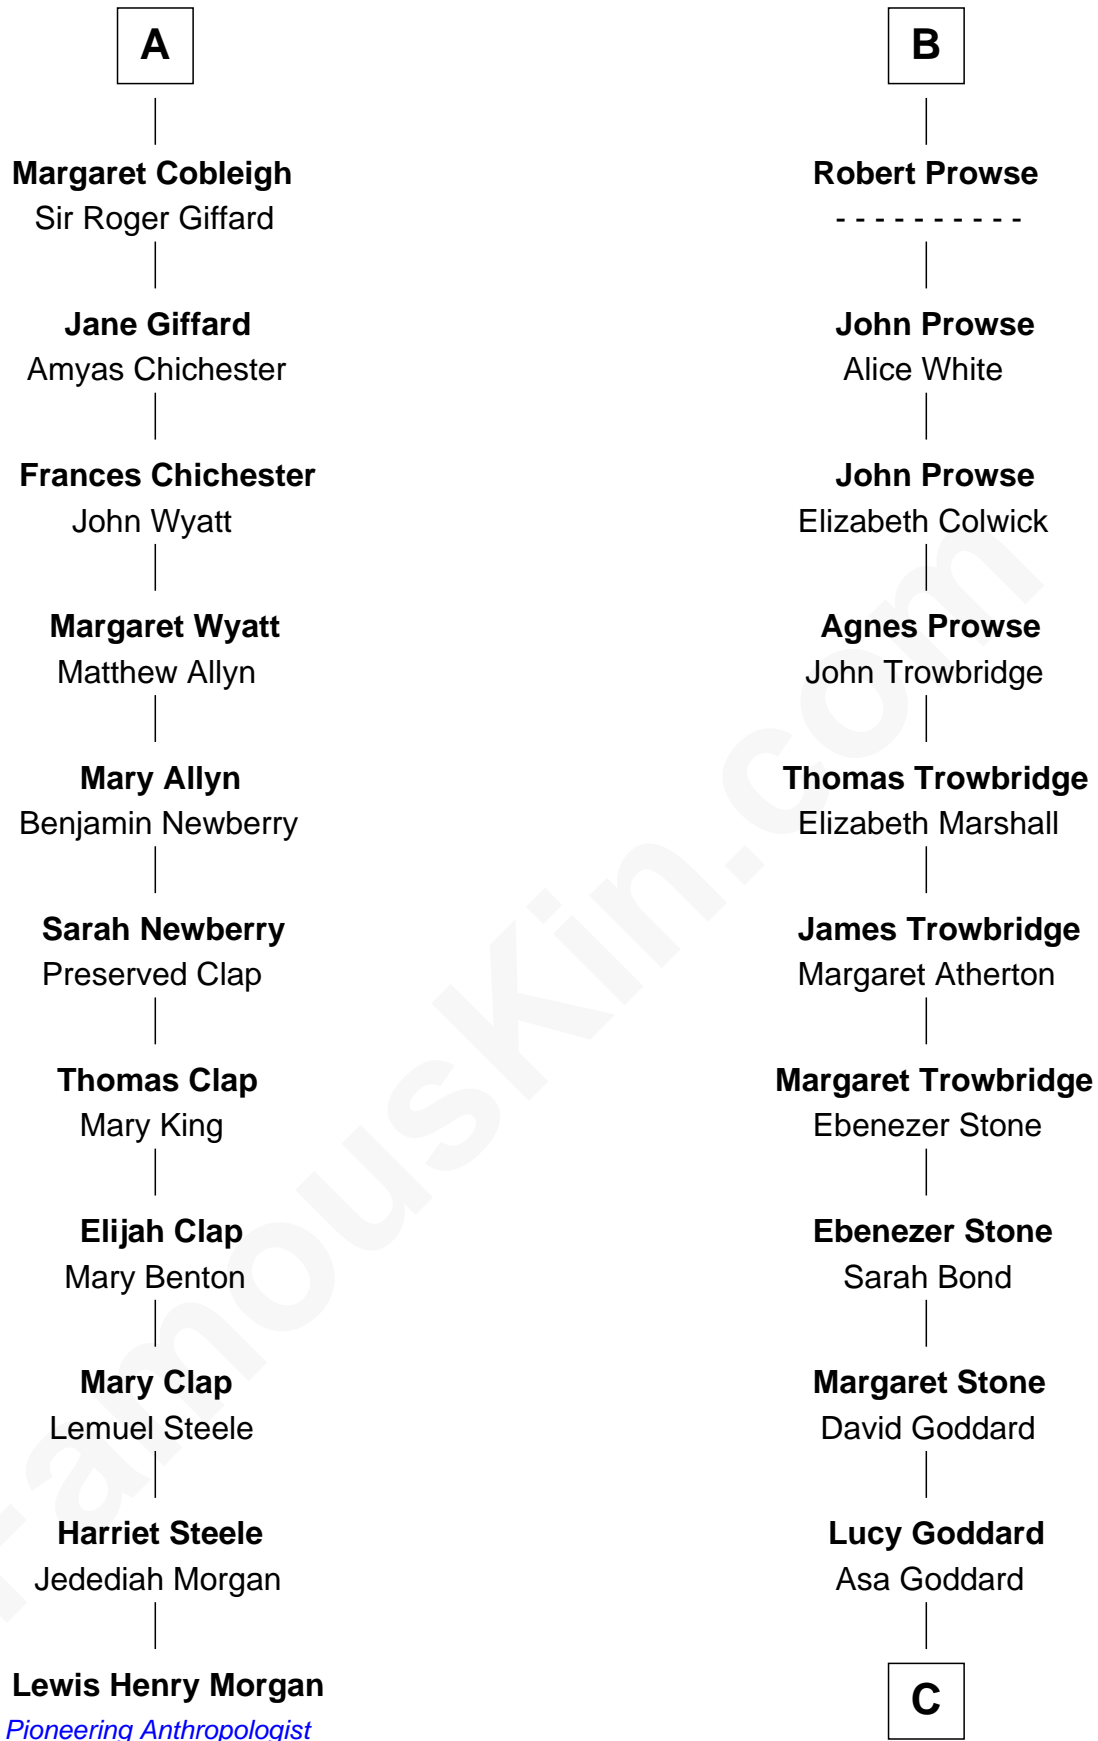 A
Margaret Cobleigh
Sir Roger Giffard
Jane Giffard
Amyas Chichester
Frances Chichester
John Wyatt
Margaret Wyatt
Matthew Allyn
Mary Allyn
Benjamin Newberry
Sarah Newberry
Preserved Clap
Thomas Clap
Mary King
Elijah Clap
Mary Benton
Mary Clap
Lemuel Steele
Harriet Steele
Jedediah Morgan
Lewis Henry Morgan
Pioneering Anthropologist
B
Robert Prowse
- - - - - - - - - -
John Prowse
Alice White
John Prowse
Elizabeth Colwick
Agnes Prowse
John Trowbridge
Thomas Trowbridge
Elizabeth Marshall
James Trowbridge
Margaret Atherton
Margaret Trowbridge
Ebenezer Stone
Ebenezer Stone
Sarah Bond
Margaret Stone
David Goddard
Lucy Goddard
Asa Goddard
C
FamousKin.com